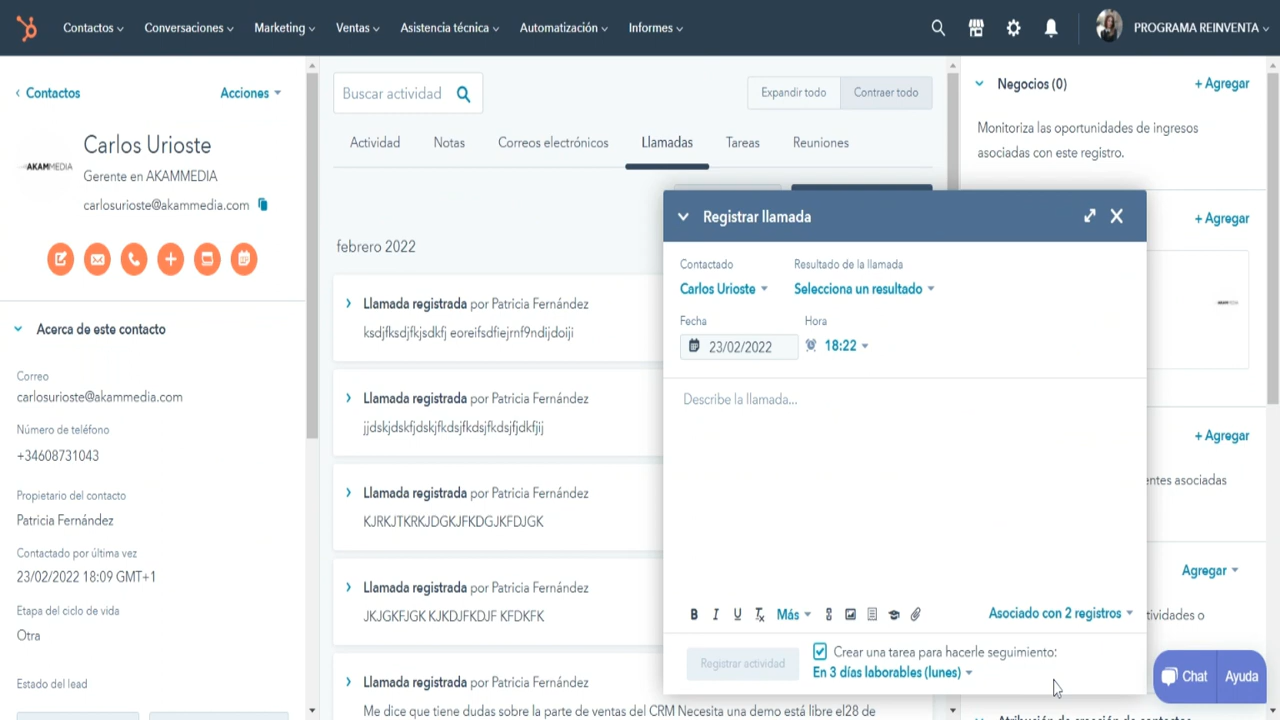 Contactos
Conversaciones
Marketing
Ventas
Asistencia técnica
Automatización
Informes
PROGRAMA REINVENTA
Contactos
Acciones
Carlos Urioste
AKAMMEDIA
Gerente en AKAMMEDIA
carlosurioste@akammedia.com
Acerca de este contacto
Correo
carlosurioste@akammedia.com
Número de teléfono
+34608731043
Propietario del contacto
Patricia Fernández
Contactado por última vez
23/02/2022 18:09 GMT+1
Etapa del ciclo de vida
Otra
Estado del lead
Buscar actividad
Expandir todo
Contraer todo
Actividad
Notas
Correos electrónicos
Llamadas
Tareas
Reuniones
febrero 2022
Llamada registrada por Patricia Fernández
ksdjfksdjfkjsdkfj eoreifsdfiejrnf9ndijdoiji
Llamada registrada por Patricia Fernández
jjdskjdskfjdskjfkdsjfkdsjfkdsjfjdkfjij
Llamada registrada por Patricia Fernández
KJRKJTKRKJDGKJFKDGJKFDJGK
Llamada registrada por Patricia Fernández
JKJGKFJGK KJKDJFKDJF KFDKFK
Llamada registrada por Patricia Fernández
Me dice que tiene dudas sobre la parte de ventas del CRM Necesita una demo está libre el28 de
Registrar llamada
Contactado
Resultado de la llamada
Carlos Urioste
Selecciona un resultado
Fecha
Hora
23/02/2022
18:22
Describe la llamada...
B I U Tx Más
Asociado con 2 registros
Registrar actividad
Crear una tarea para hacerle seguimiento:
En 3 días laborables (lunes)
Negocios (0)
+ Agregar
Monitoriza las oportunidades de ingresos
asociadas con este registro.
+ Agregar
+ Agregar
entes asociadas
Agregar
tividades o
Chat
Ayuda
Atribución de creación de contactos